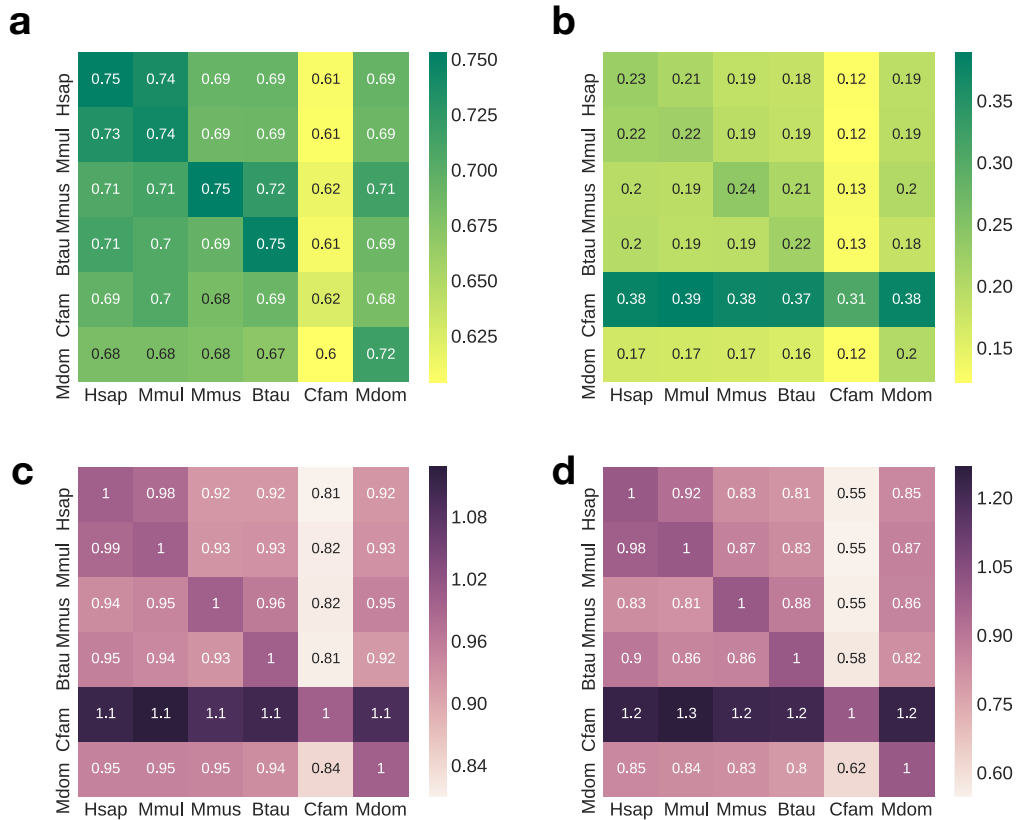 a
Hsap 0.75 0.74 0.69 0.69 0.61 0.69
Mmul 0.73 0.74 0.69 0.69 0.61 0.69
Mmus 0.71 0.71 0.75 0.72 0.62 0.71
Btau 0.71 0.7 0.69 0.75 0.61 0.69
Cfam 0.69 0.7 0.68 0.69 0.62 0.68
Mdom 0.68 0.68 0.68 0.67 0.6 0.72
Hsap Mmul Mmus Btau Cfam Mdom
0.750
0.725
0.700
0.675
0.650
0.625
b
Hsap 0.23 0.21 0.19 0.18 0.12 0.19
Mmul 0.22 0.22 0.19 0.19 0.12 0.19
Mmus 0.2 0.19 0.24 0.21 0.13 0.2
Btau 0.2 0.19 0.19 0.22 0.13 0.18
Cfam 0.38 0.39 0.38 0.37 0.31 0.38
Mdom 0.17 0.17 0.17 0.16 0.12 0.2
Hsap Mmul Mmus Btau Cfam Mdom
0.35
0.30
0.25
0.20
0.15
c
Hsap 1 0.98 0.92 0.92 0.81 0.92
Mmul 0.99 1 0.93 0.93 0.82 0.93
Mmus 0.94 0.95 1 0.96 0.82 0.95
Btau 0.95 0.94 0.93 1 0.81 0.92
Cfam 1.1 1.1 1.1 1.1 1 1.1
Mdom 0.95 0.95 0.95 0.94 0.84 1
Hsap Mmul Mmus Btau Cfam Mdom
1.08
1.02
0.96
0.90
0.84
d
Hsap 1 0.92 0.83 0.81 0.55 0.85
Mmul 0.98 1 0.87 0.83 0.55 0.87
Mmus 0.83 0.81 1 0.88 0.55 0.86
Btau 0.9 0.86 0.86 1 0.58 0.82
Cfam 1.2 1.3 1.2 1.2 1 1.2
Mdom 0.85 0.84 0.83 0.8 0.62 1
Hsap Mmul Mmus Btau Cfam Mdom
1.20
1.05
0.90
0.75
0.60